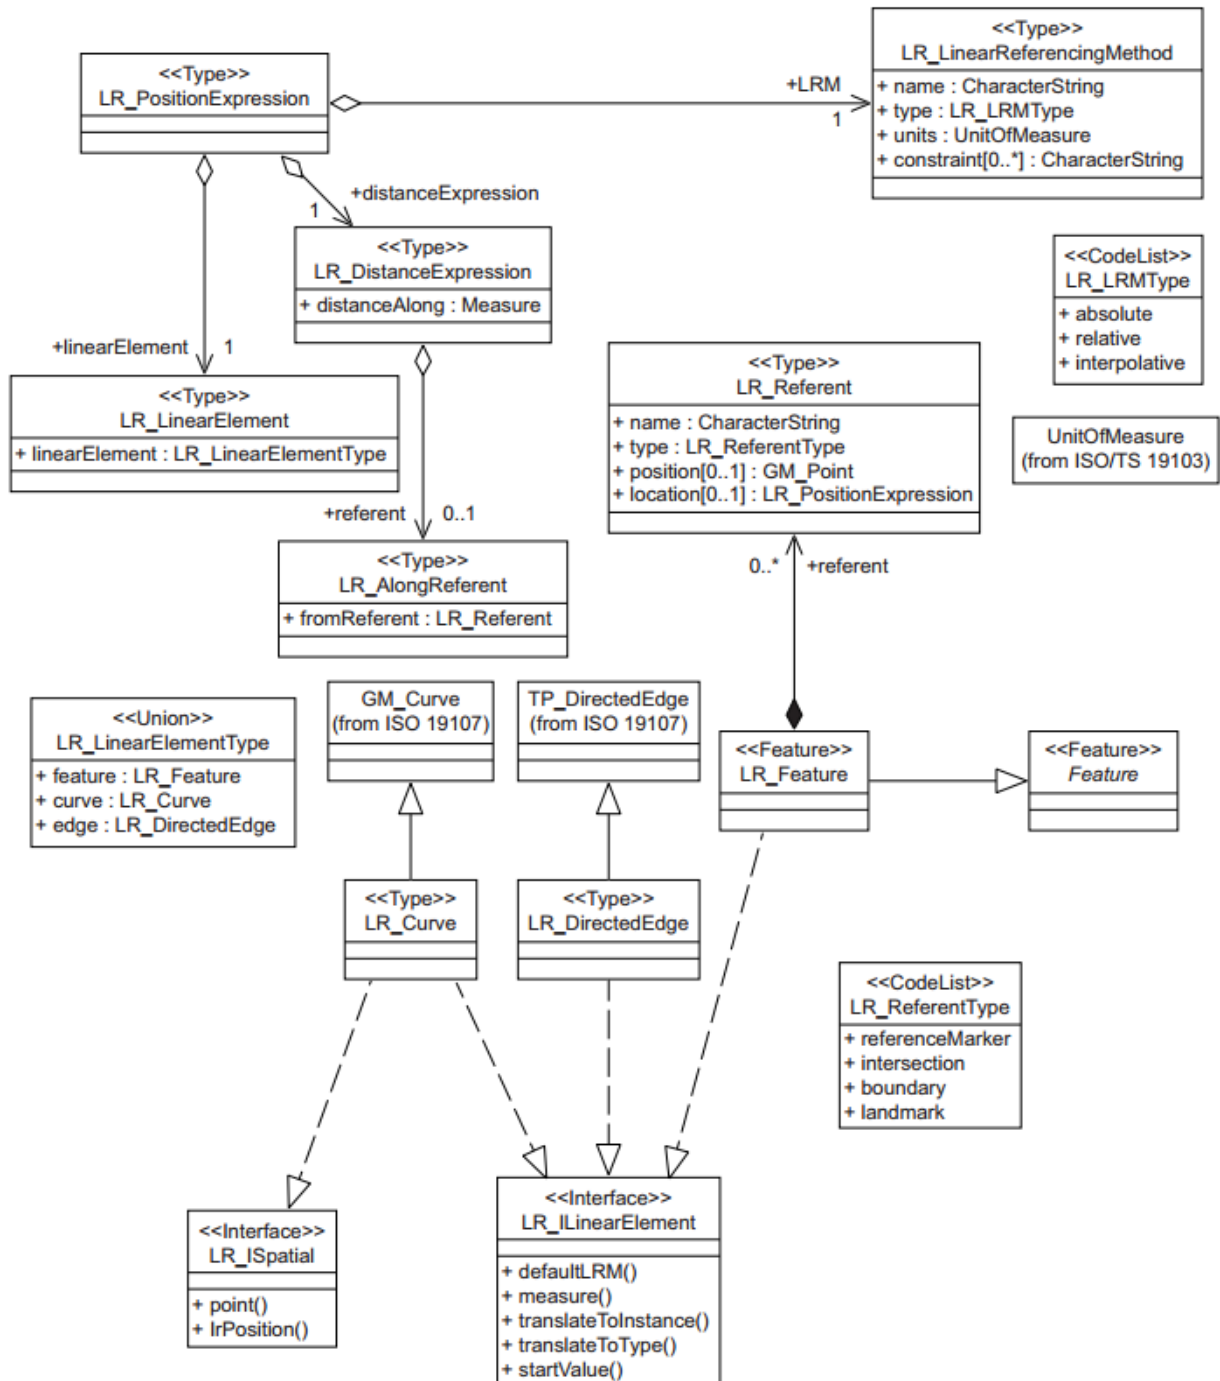 <<Type>>
LR_PositionExpression
+LRM
1
<<Type>>
LR_LinearReferencingMethod
+ name : CharacterString
+ type : LR_LRMType
+ units : UnitOfMeasure
+ constraint[0..*] : CharacterString
+distanceExpression
1
<<Type>>
LR_DistanceExpression
+ distanceAlong : Measure
<<CodeList>>
LR_LRMType
+ absolute
+ relative
+ interpolative
+linearElement
1
<<Type>>
LR_LinearElement
+ linearElement : LR_LinearElementType
<<Type>>
LR_Referent
+ name : CharacterString
+ type : LR_ReferentType
+ position[0..1] : GM_Point
+ location[0..1] : LR_PositionExpression
UnitOfMeasure
(from ISO/TS 19103)
+referent
0..1
<<Type>>
LR_AlongReferent
+ fromReferent : LR_Referent
0..*
+referent
<<Union>>
LR_LinearElementType
+ feature : LR_Feature
+ curve : LR_Curve
+ edge : LR_DirectedEdge
GM_Curve
(from ISO 19107)
TP_DirectedEdge
(from ISO 19107)
<<Feature>>
LR_Feature
<<Feature>>
Feature
<<Type>>
LR_Curve
<<Type>>
LR_DirectedEdge
<<CodeList>>
LR_ReferentType
+ referenceMarker
+ intersection
+ boundary
+ landmark
<<Interface>>
LR_ISpatial
+ point()
+ lrPosition()
<<Interface>>
LR_ILinearElement
+ defaultLRM()
+ measure()
+ translateToInstance()
+ translateToType()
+ startValue()